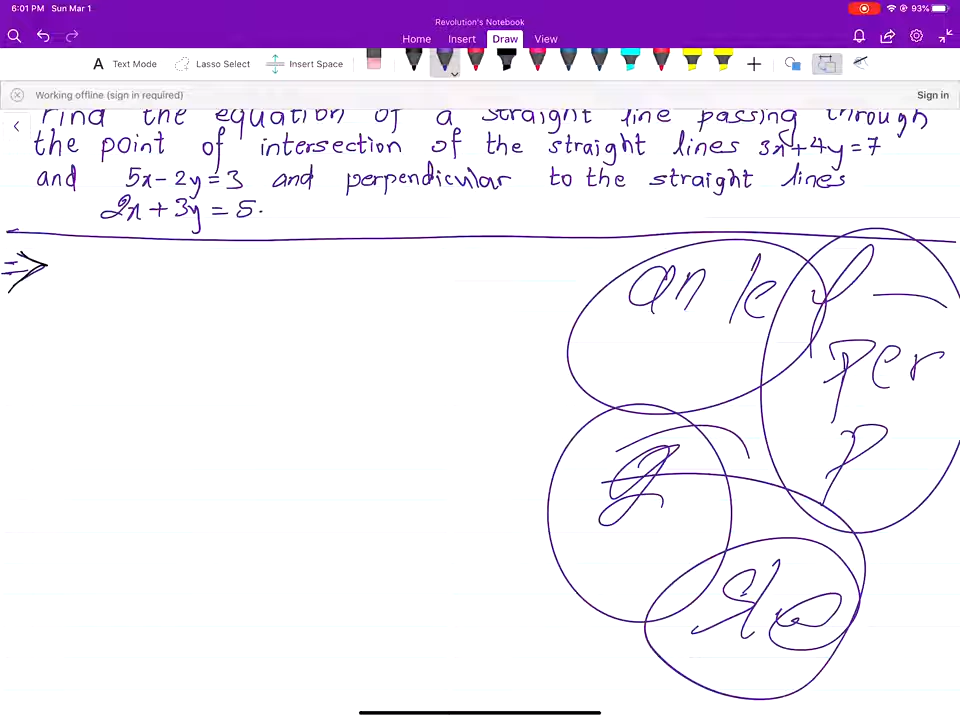 6:01 PM Sun Mar 1
93%
Revolution's Notebook
Home Insert Draw View
A Text Mode Lasso Select Insert Space
Working offline (sign in required) Sign in
Find the equation of a straight line passing through
the point of intersection of the straight lines 3x+4y=7
and 5x-2y=3 and perpendicular to the straight lines
2x+3y=5.
⇒
per
P